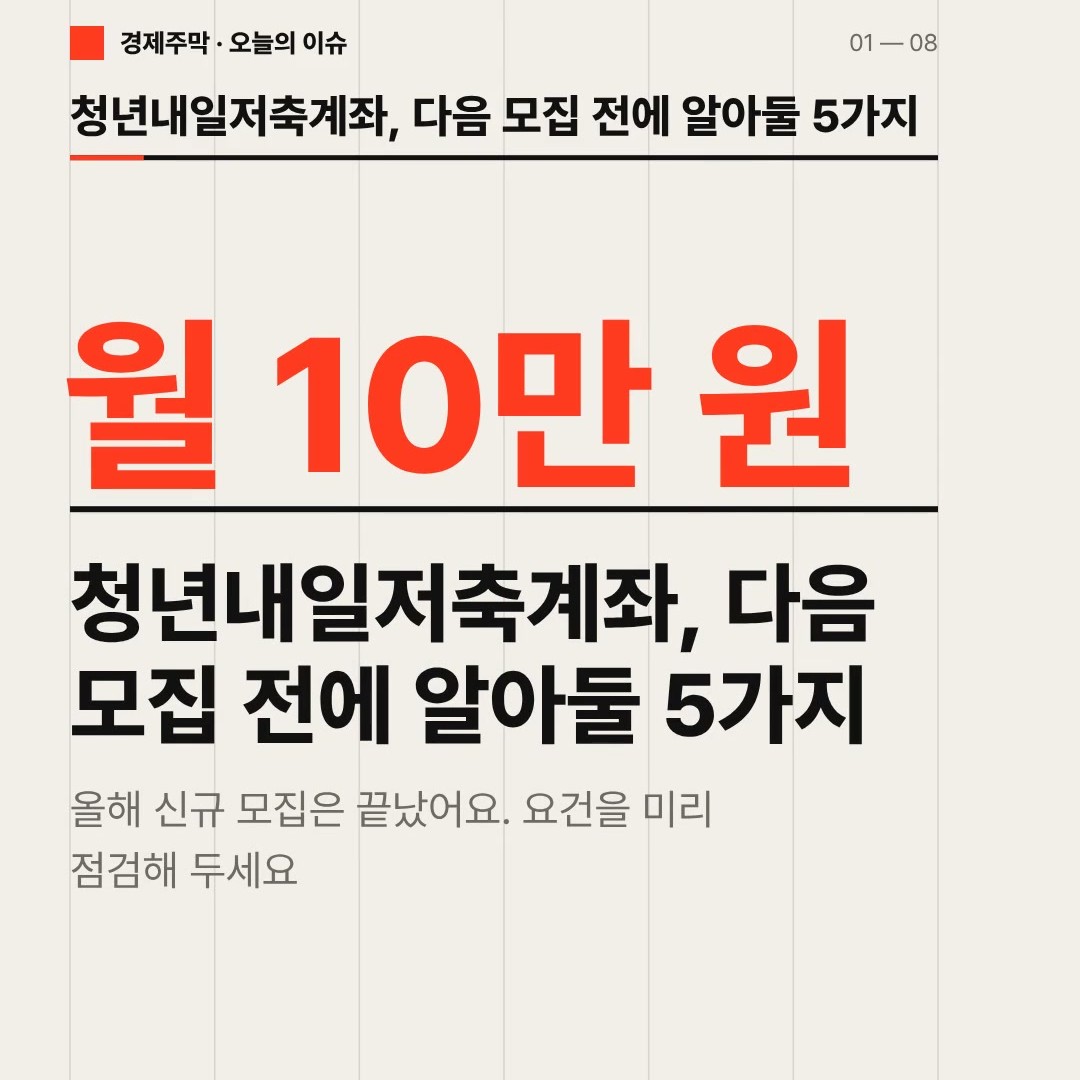 경제주막 · 오늘의 이슈
01 — 08
청년내일저축계좌, 다음 모집 전에 알아둘 5가지
월 10만 원
청년내일저축계좌, 다음
모집 전에 알아둘 5가지
올해 신규 모집은 끝났어요. 요건을 미리
점검해 두세요